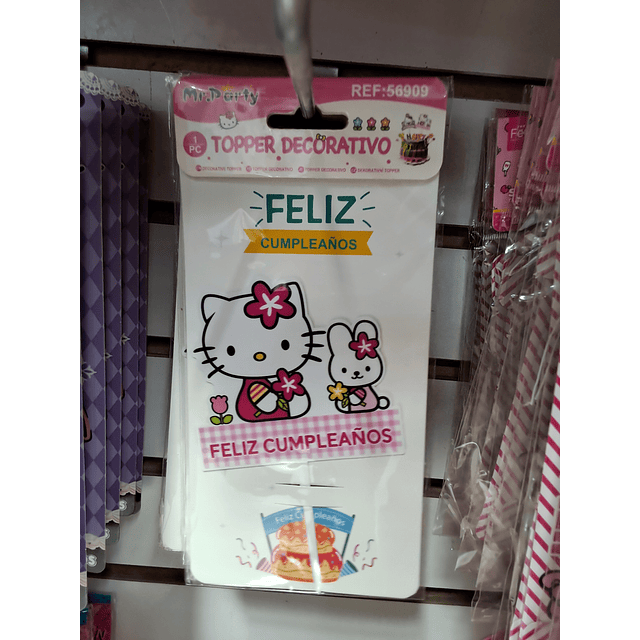 Mr.Party
REF:56909
1 PC
TOPPER DECORATIVO
FELIZ
CUMPLEAÑOS
FELIZ CUMPLEAÑOS
Feliz Cumpleaños